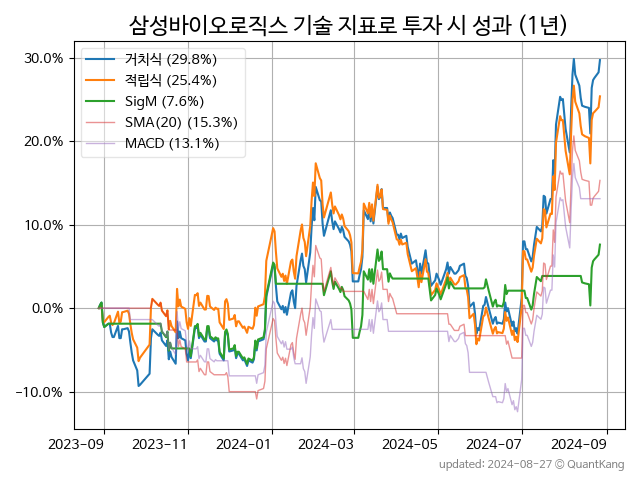 삼성바이오로직스 기술 지표로 투자 시 성과 (1년)
30.0%
20.0%
10.0%
0.0%
−10.0%
거치식 (29.8%)
적립식 (25.4%)
SigM (7.6%)
SMA(20) (15.3%)
MACD (13.1%)
2023-09 2023-11 2024-01 2024-03 2024-05 2024-07 2024-09
updated: 2024-08-27 © QuantKang